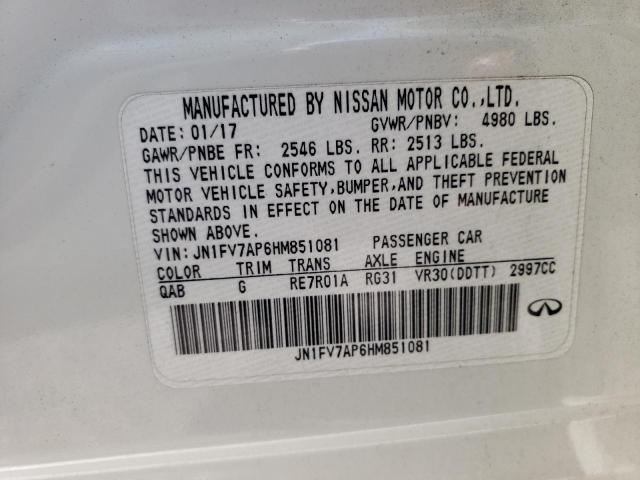 MANUFACTURED BY NISSAN MOTOR CO.,LTD.
DATE: 01/17 GVWR/PNBV: 4980 LBS.
GAWR/PNBE FR: 2546 LBS. RR: 2513 LBS.
THIS VEHICLE CONFORMS TO ALL APPLICABLE FEDERAL
MOTOR VEHICLE SAFETY,BUMPER,AND THEFT PREVENTION
STANDARDS IN EFFECT ON THE DATE OF MANUFACTURE
SHOWN ABOVE.
VIN: JN1FV7AP6HM851081 PASSENGER CAR
COLOR TRIM TRANS AXLE ENGINE
QAB G RE7R01A RG31 VR30(DDTT) 2997CC
JN1FV7AP6HM851081